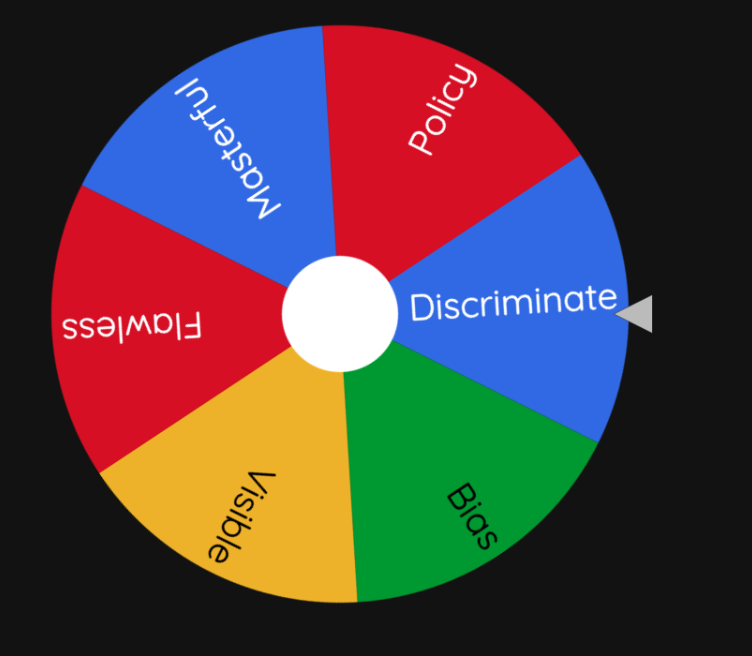 Policy
Discriminate
Bias
Visible
Flawless
Masterful